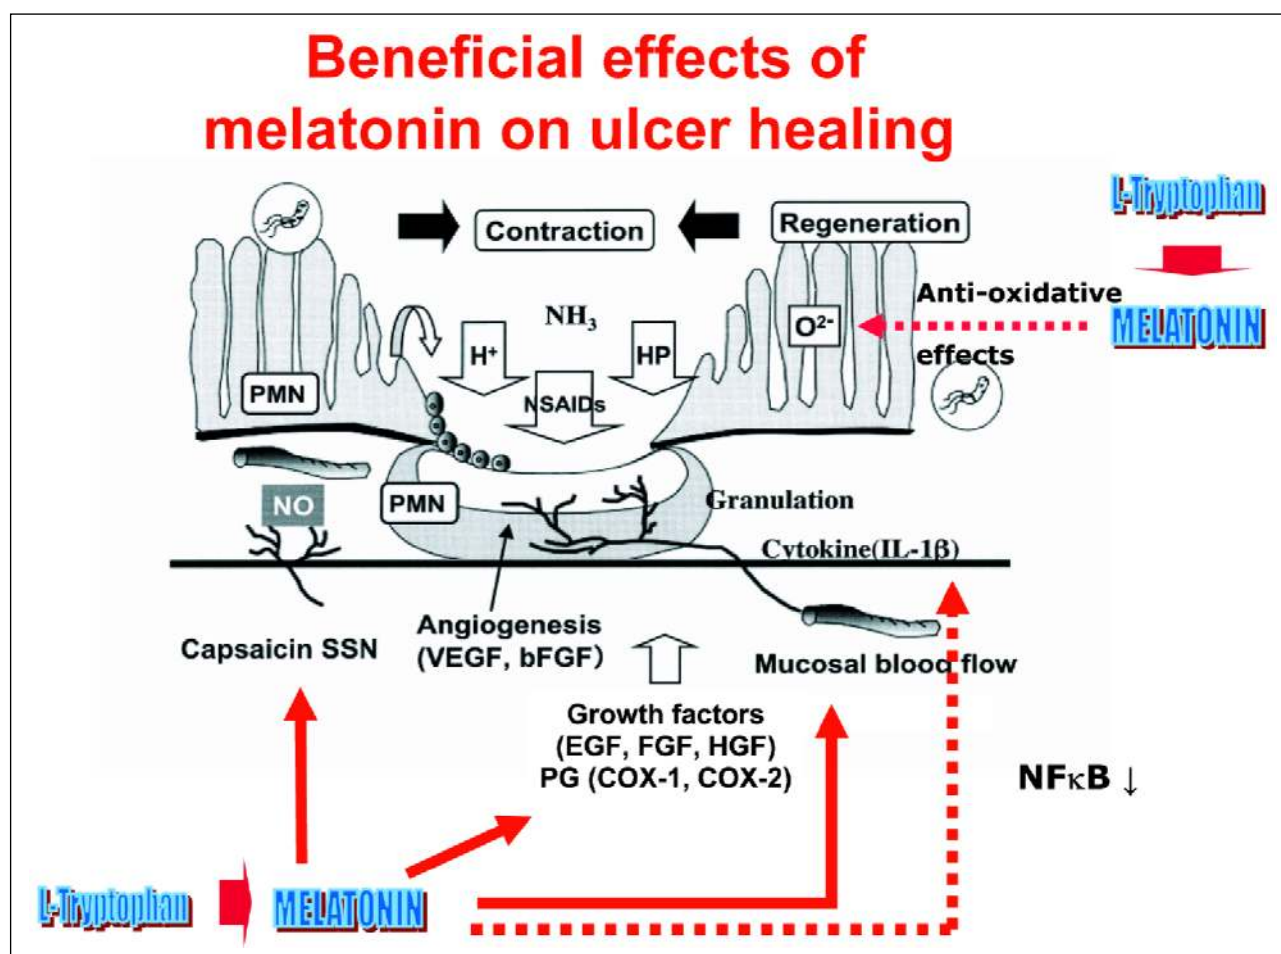 Beneficial effects of
melatonin on ulcer healing
L-Tryptophan
Contraction
Regeneration
Anti-oxidative
effects
MELATONIN
NH₃
O²⁻
H⁺
HP
NSAIDs
PMN
PMN
NO
Granulation
Cytokine(IL-1β)
Capsaicin SSN
Angiogenesis
(VEGF, bFGF)
Mucosal blood flow
Growth factors
(EGF, FGF, HGF)
PG (COX-1, COX-2)
NFκB ↓
L-Tryptophan
MELATONIN